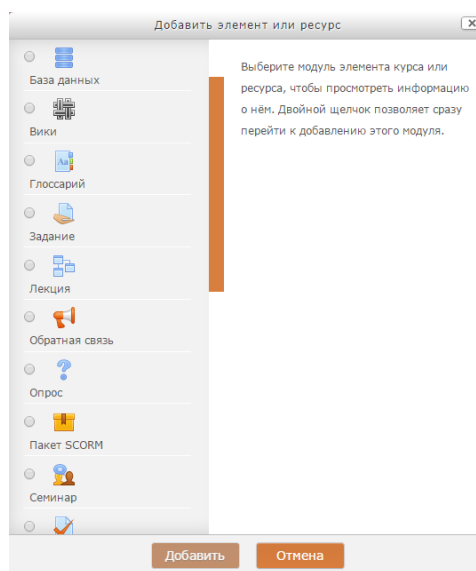 Добавить элемент или ресурс
База данных
Вики
Глоссарий
Задание
Лекция
Обратная связь
Опрос
Пакет SCORM
Семинар
Выберите модуль элемента курса или
ресурса, чтобы просмотреть информацию
о нём. Двойной щелчок позволяет сразу
перейти к добавлению этого модуля.
Добавить
Отмена